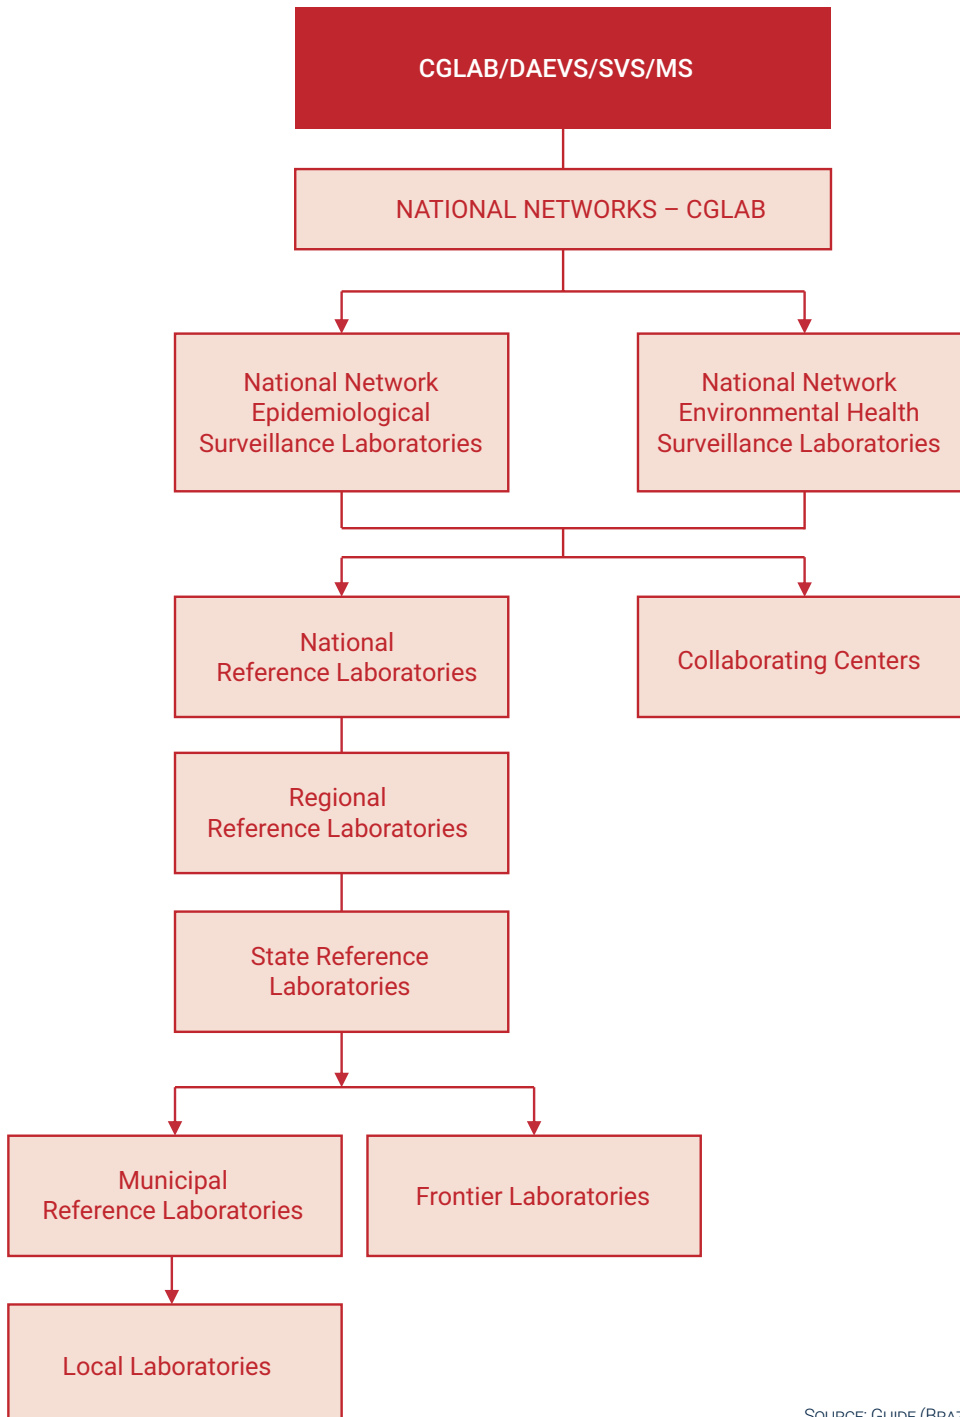 CGLAB/DAEVS/SVS/MS
NATIONAL NETWORKS – CGLAB
National Network
Epidemiological
Surveillance Laboratories
National Network
Environmental Health
Surveillance Laboratories
National
Reference Laboratories
Collaborating Centers
Regional
Reference Laboratories
State Reference
Laboratories
Municipal
Reference Laboratories
Frontier Laboratories
Local Laboratories